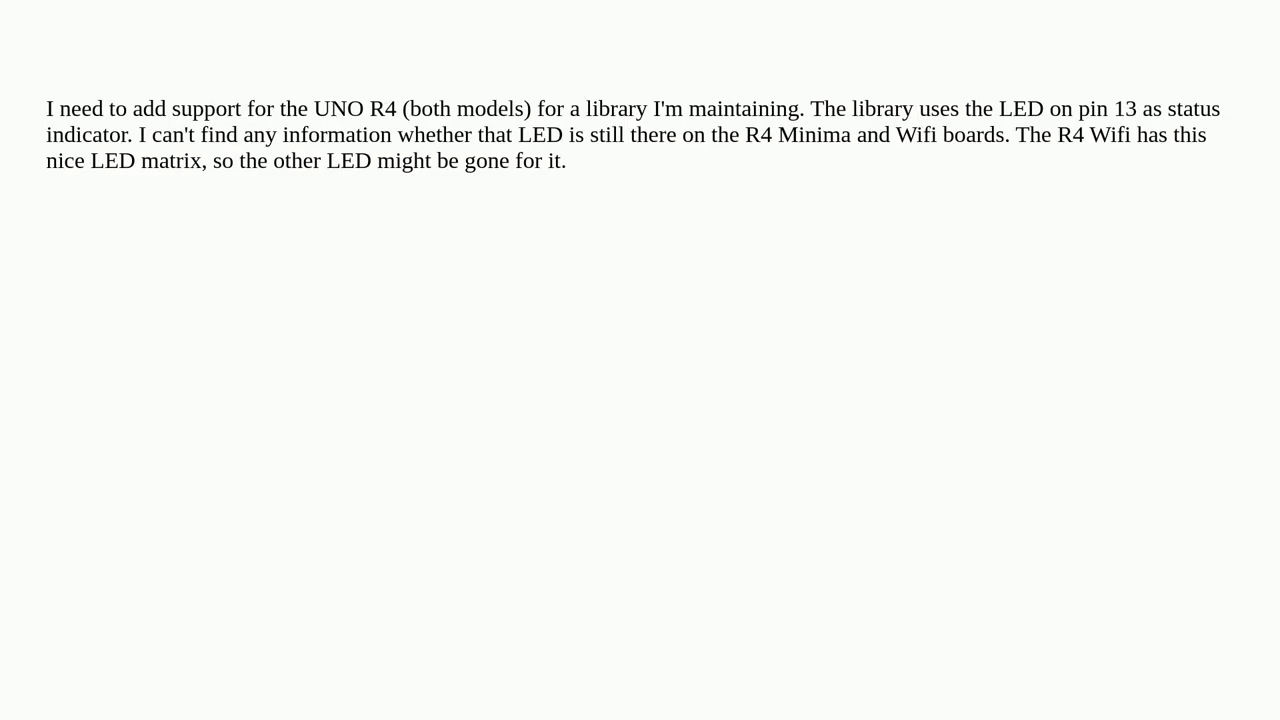 I need to add support for the UNO R4 (both models) for a library I'm maintaining. The library uses the LED on pin 13 as status
indicator. I can't find any information whether that LED is still there on the R4 Minima and Wifi boards. The R4 Wifi has this
nice LED matrix, so the other LED might be gone for it.